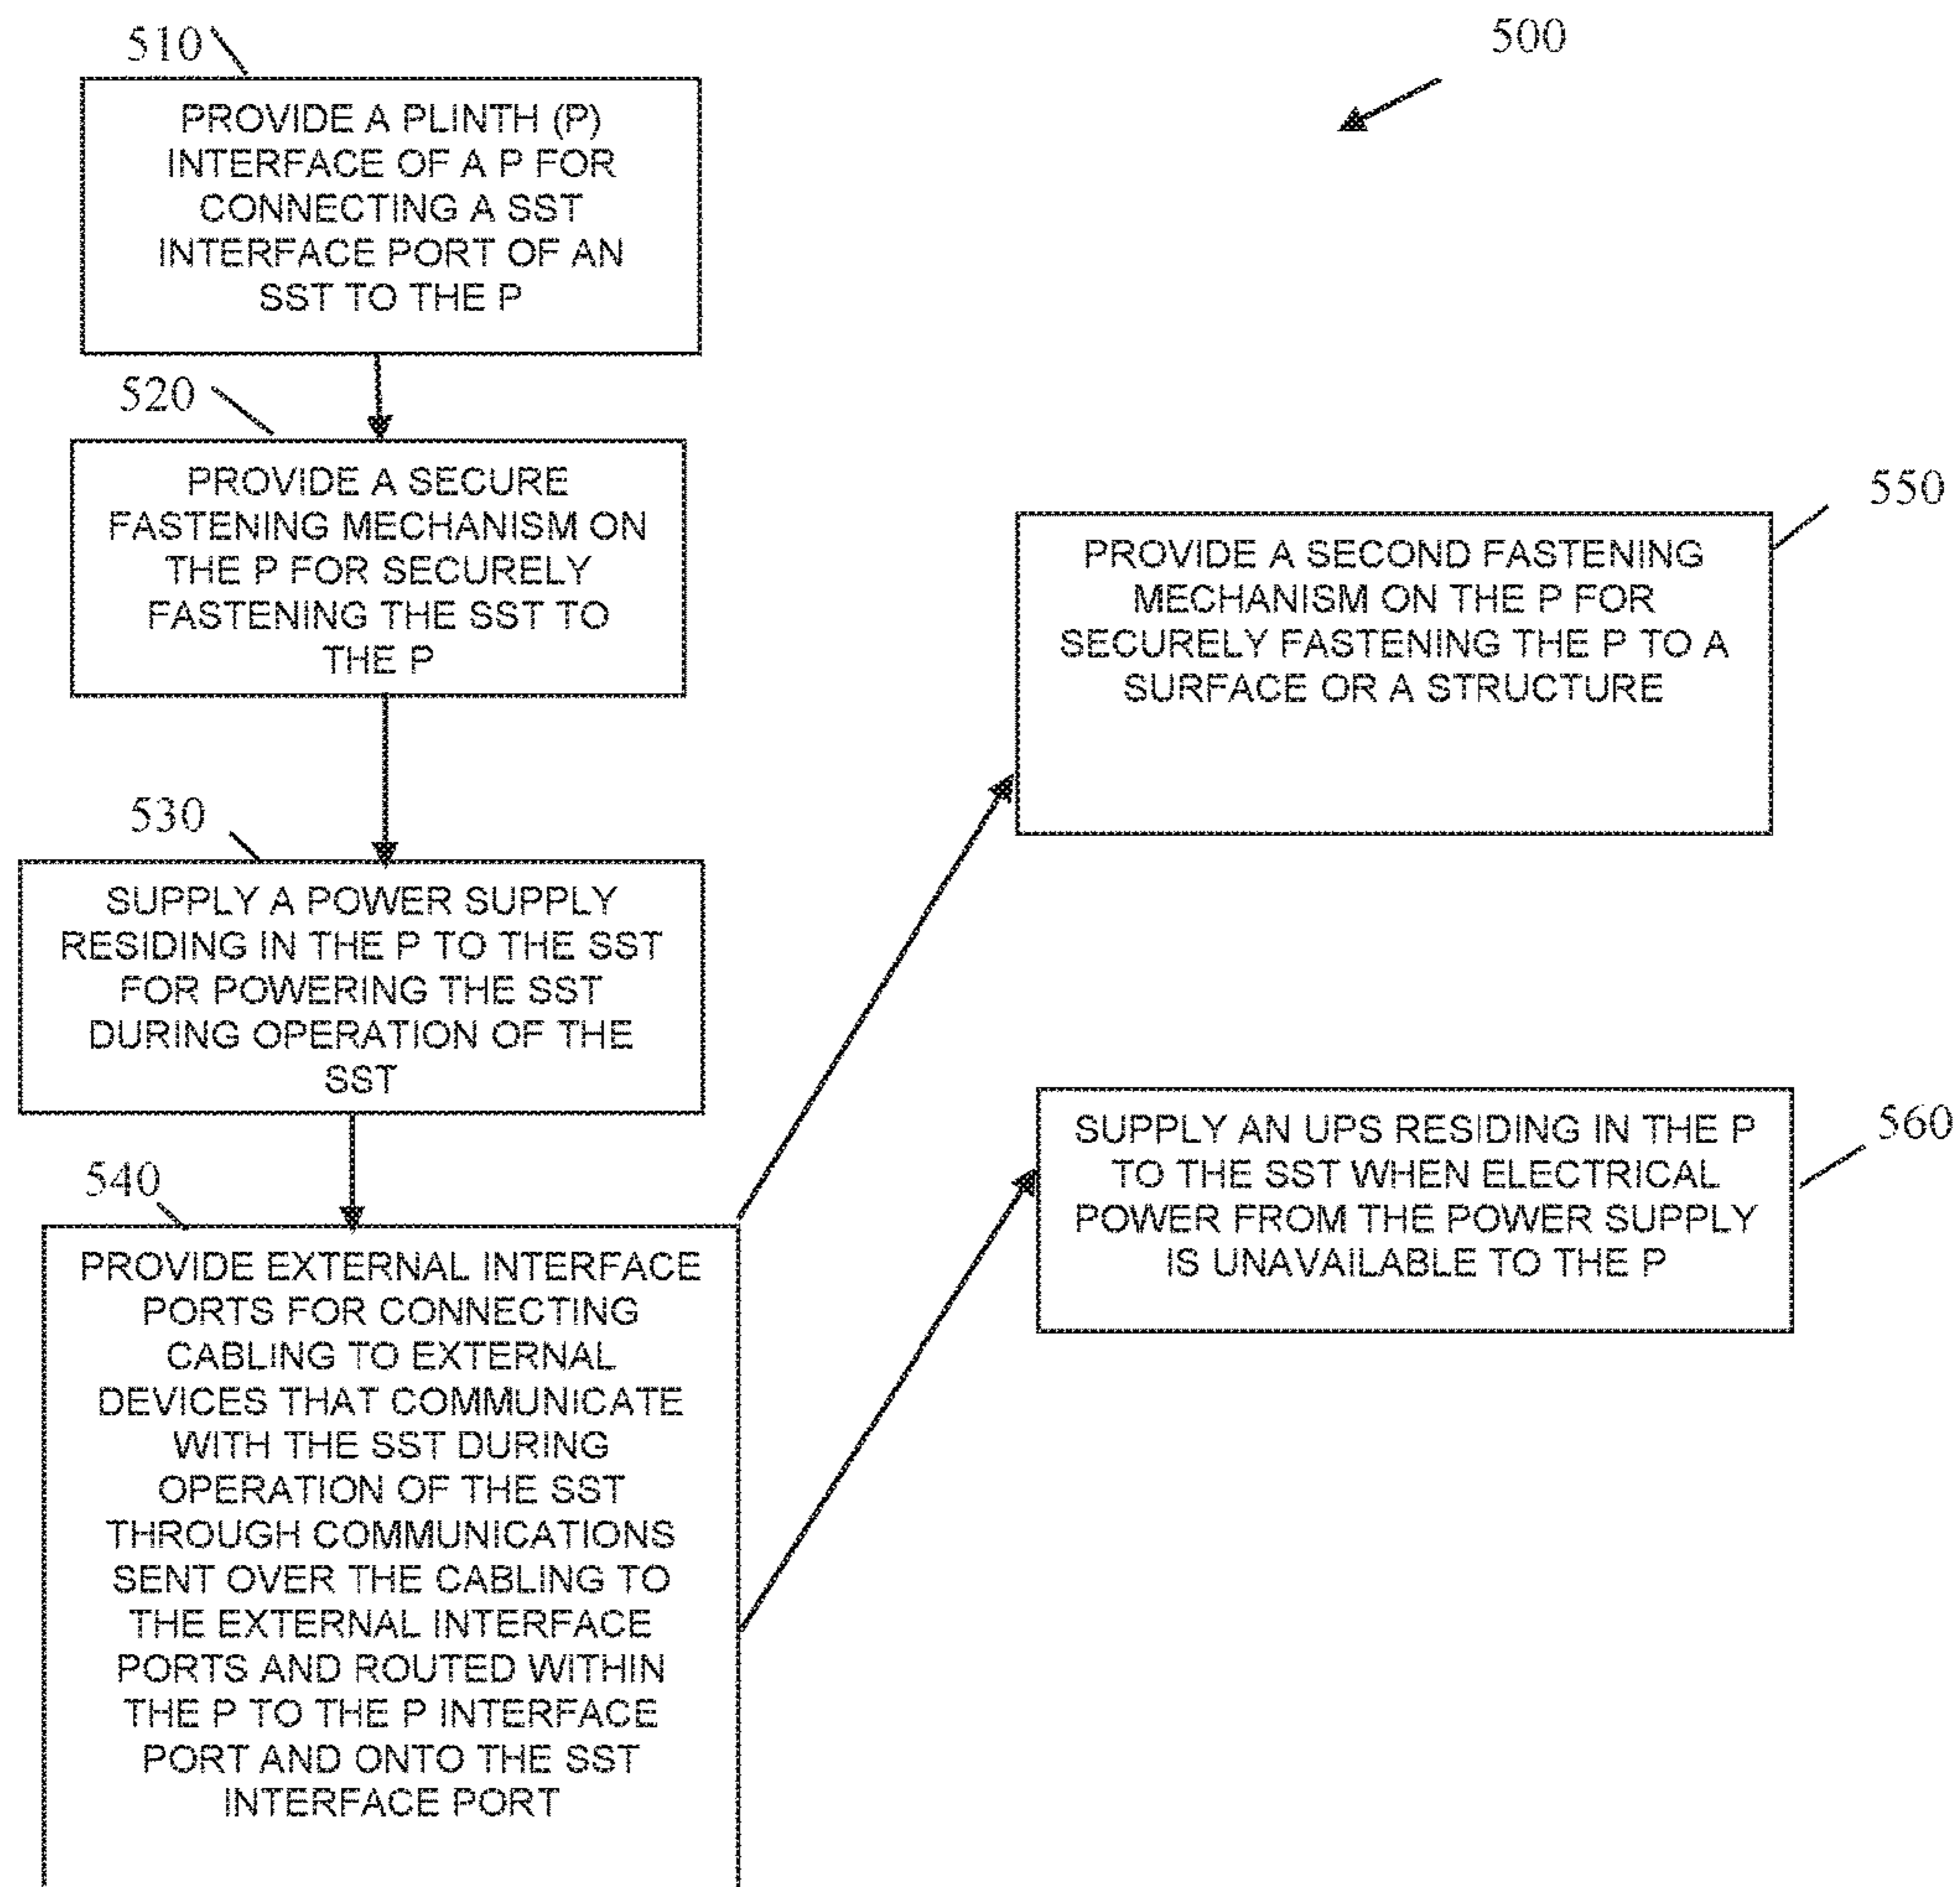 500
510
PROVIDE A PLINTH (P)
INTERFACE OF A P FOR
CONNECTING A SST
INTERFACE PORT OF AN
SST TO THE P
520
PROVIDE A SECURE
FASTENING MECHANISM ON
THE P FOR SECURELY
FASTENING THE SST TO
THE P
530
SUPPLY A POWER SUPPLY
RESIDING IN THE P TO THE SST
FOR POWERING THE SST
DURING OPERATION OF THE
SST
540
PROVIDE EXTERNAL INTERFACE
PORTS FOR CONNECTING
CABLING TO EXTERNAL
DEVICES THAT COMMUNICATE
WITH THE SST DURING
OPERATION OF THE SST
THROUGH COMMUNICATIONS
SENT OVER THE CABLING TO
THE EXTERNAL INTERFACE
PORTS AND ROUTED WITHIN
THE P TO THE P INTERFACE
PORT AND ONTO THE SST
INTERFACE PORT
550
PROVIDE A SECOND FASTENING
MECHANISM ON THE P FOR
SECURELY FASTENING THE P TO A
SURFACE OR A STRUCTURE
560
SUPPLY AN UPS RESIDING IN THE P
TO THE SST WHEN ELECTRICAL
POWER FROM THE POWER SUPPLY
IS UNAVAILABLE TO THE P